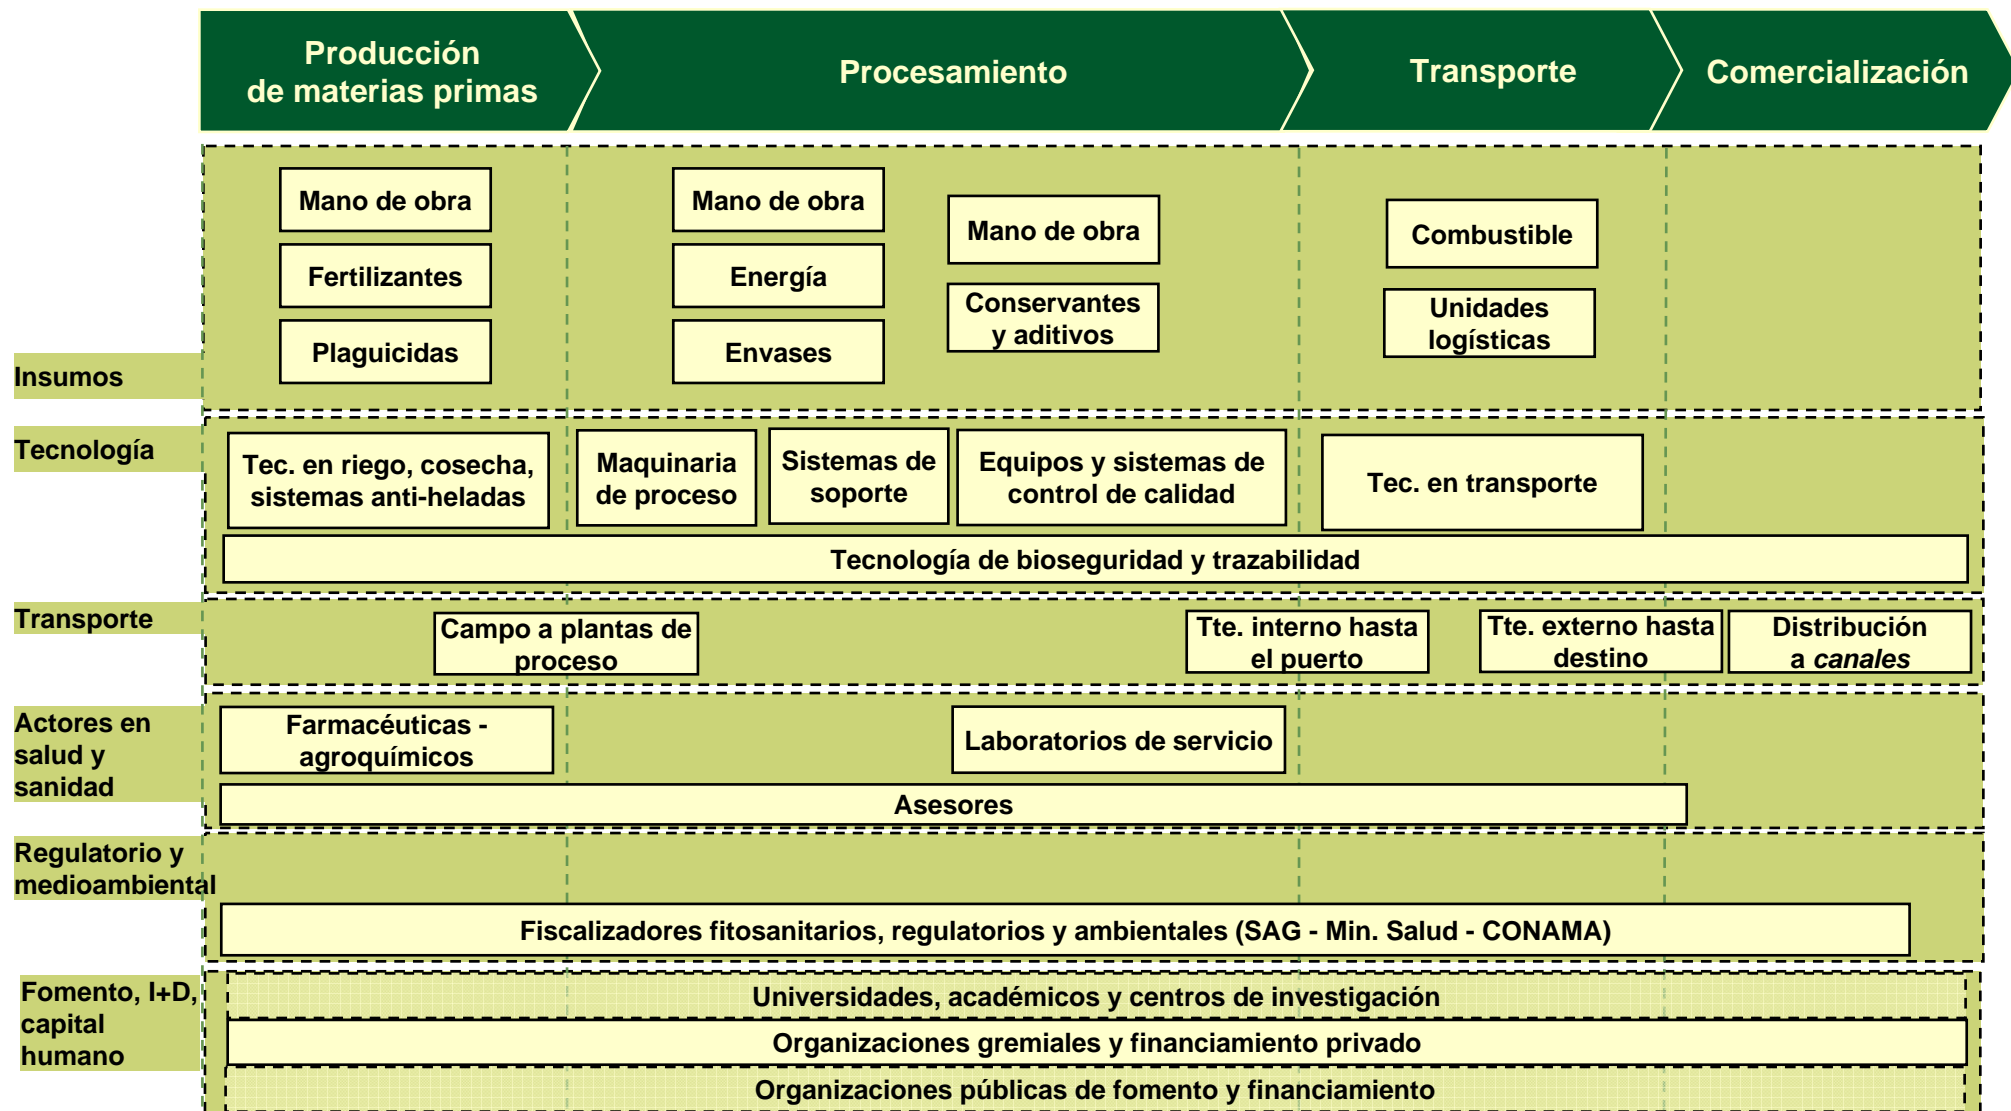 Producción
de materias primas
Procesamiento
Transporte
Comercialización
Insumos
Mano de obra
Fertilizantes
Plaguicidas
Mano de obra
Energía
Envases
Mano de obra
Conservantes
y aditivos
Combustible
Unidades
logísticas
Tecnología
Tec. en riego, cosecha,
sistemas anti-heladas
Maquinaria
de proceso
Sistemas de
soporte
Equipos y sistemas de
control de calidad
Tec. en transporte
Tecnología de bioseguridad y trazabilidad
Transporte
Campo a plantas de
proceso
Tte. interno hasta
el puerto
Tte. externo hasta
destino
Distribución
a canales
Actores en
salud y
sanidad
Farmacéuticas -
agroquímicos
Laboratorios de servicio
Asesores
Regulatorio y
medioambiental
Fiscalizadores fitosanitarios, regulatorios y ambientales (SAG - Min. Salud - CONAMA)
Fomento, I+D,
capital
humano
Universidades, académicos y centros de investigación
Organizaciones gremiales y financiamiento privado
Organizaciones públicas de fomento y financiamiento